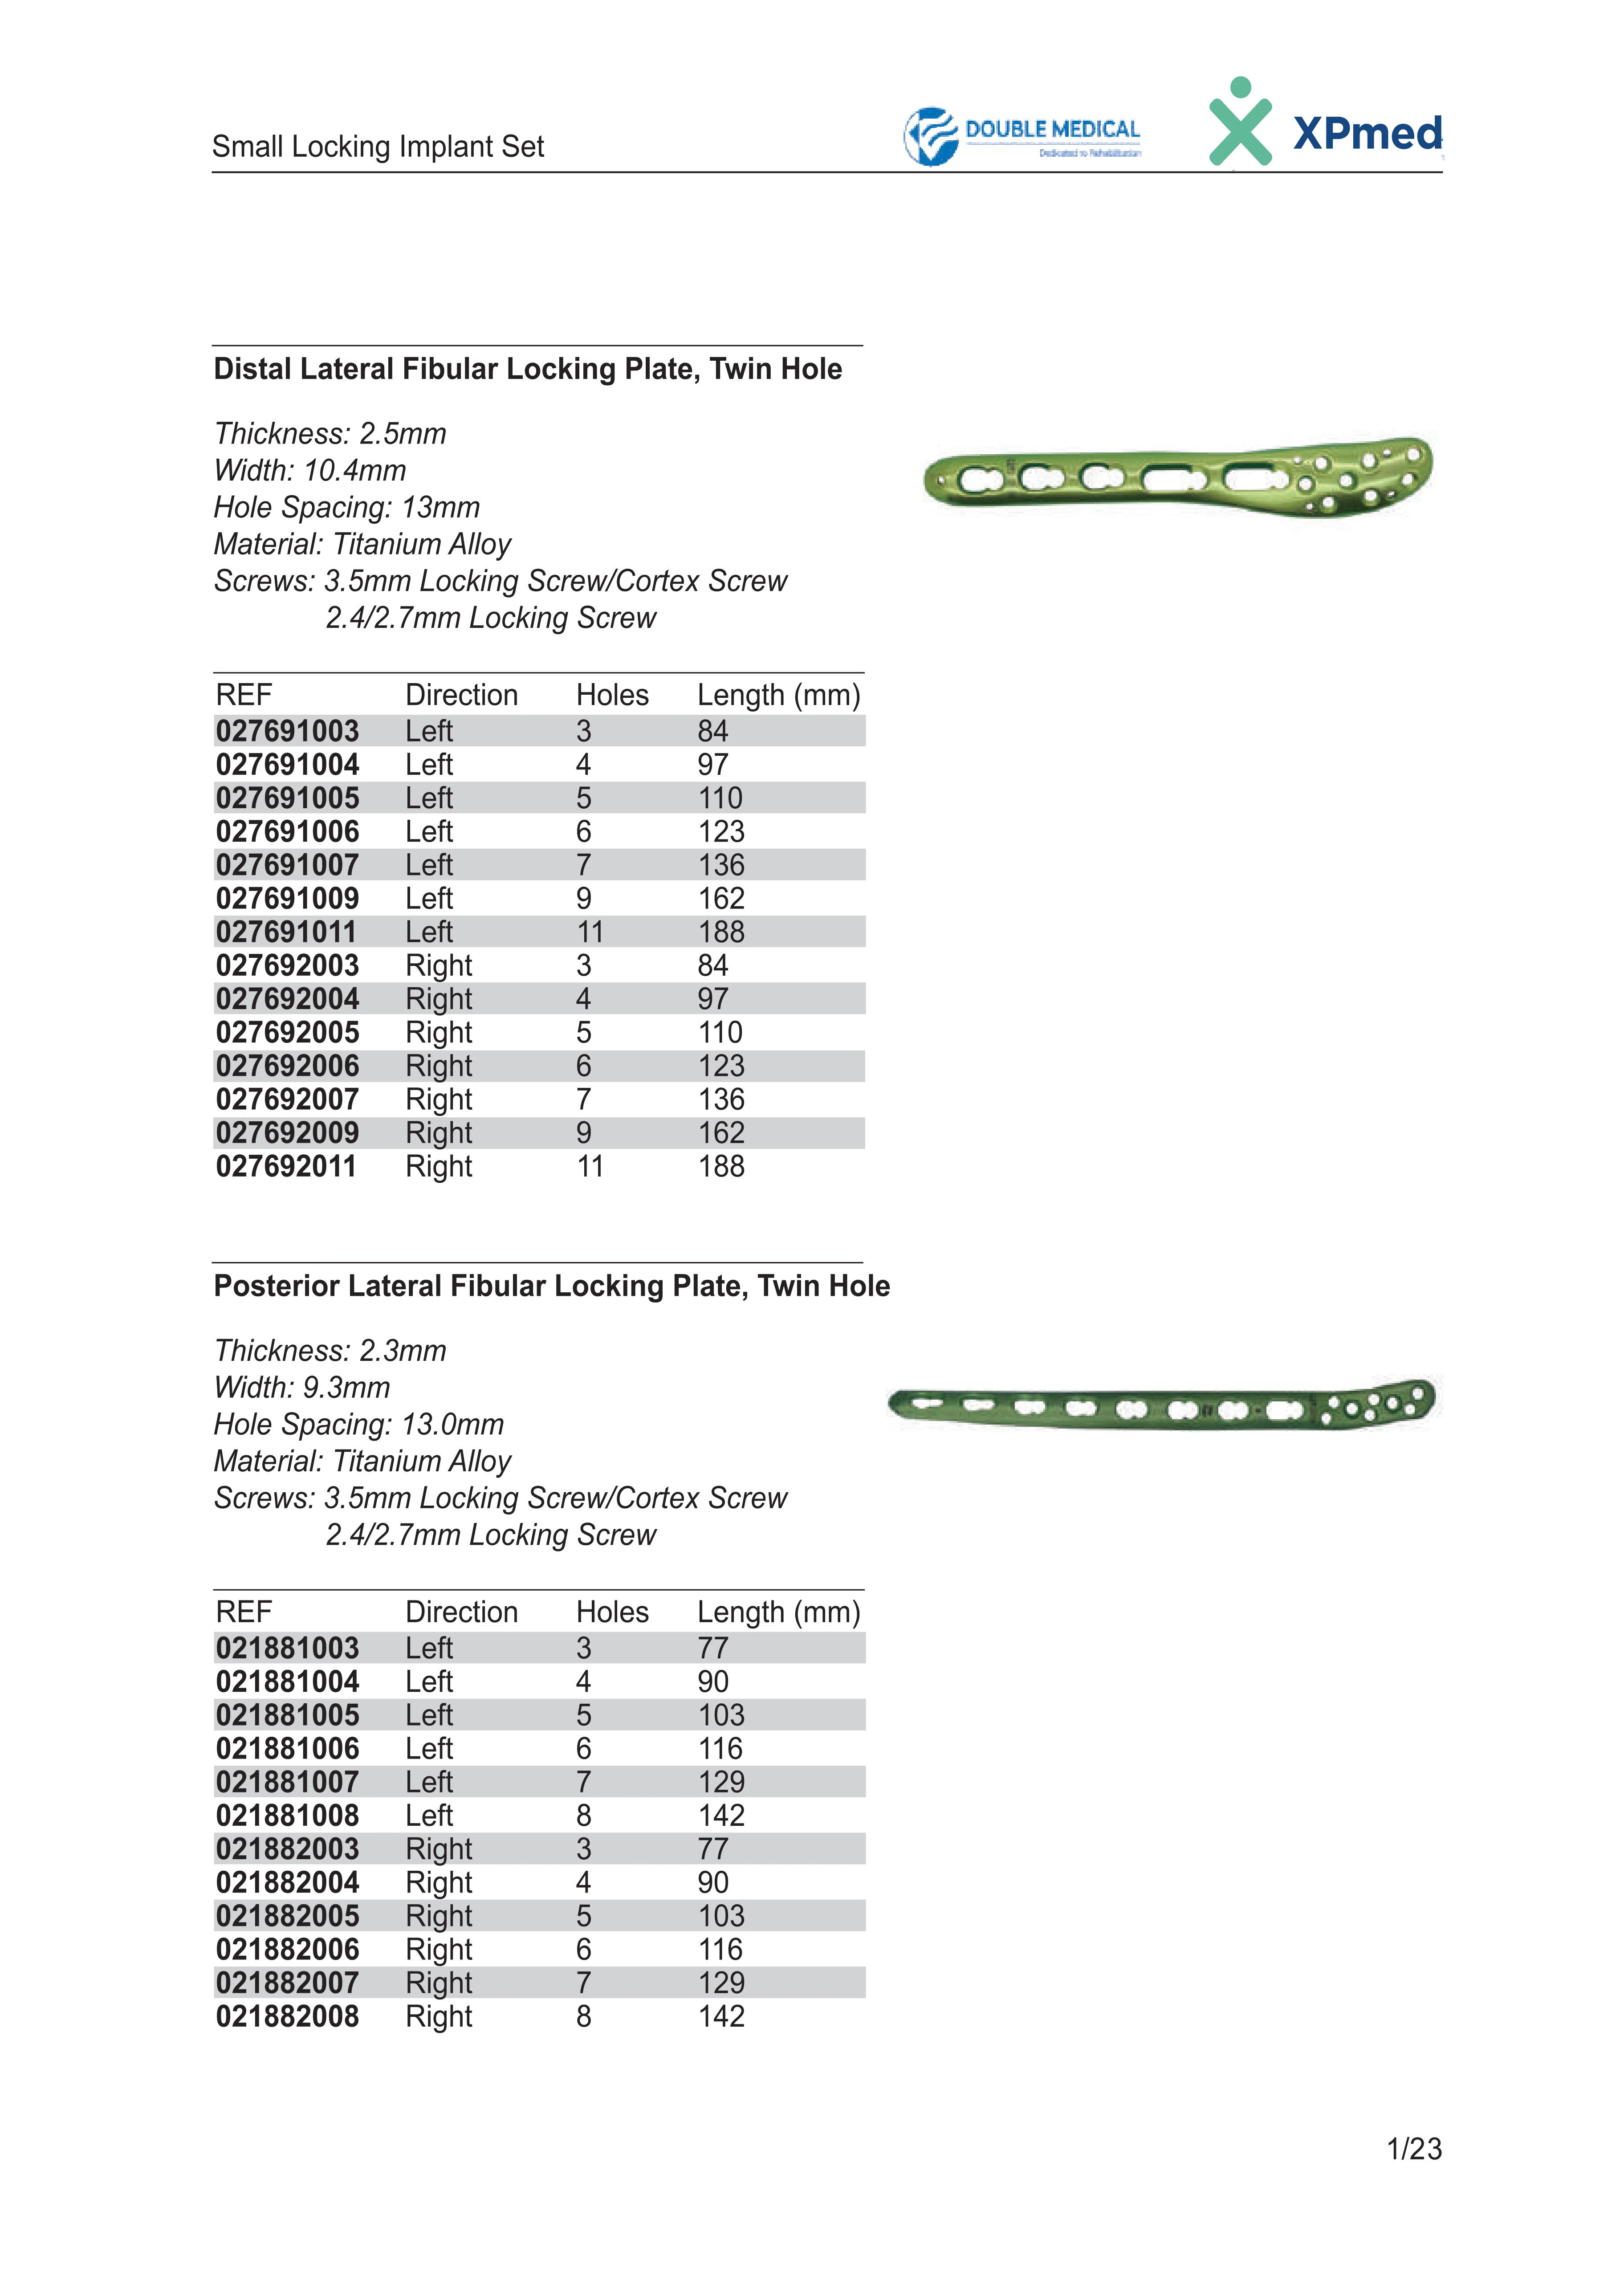 Small Locking Implant Set
DOUBLE MEDICAL
Dedicated to Rehabilitation
XPmed
Distal Lateral Fibular Locking Plate, Twin Hole
Thickness: 2.5mm
Width: 10.4mm
Hole Spacing: 13mm
Material: Titanium Alloy
Screws: 3.5mm Locking Screw/Cortex Screw
2.4/2.7mm Locking Screw
REF Direction Holes Length (mm)
027691003 Left 3 84
027691004 Left 4 97
027691005 Left 5 110
027691006 Left 6 123
027691007 Left 7 136
027691009 Left 9 162
027691011 Left 11 188
027692003 Right 3 84
027692004 Right 4 97
027692005 Right 5 110
027692006 Right 6 123
027692007 Right 7 136
027692009 Right 9 162
027692011 Right 11 188
Posterior Lateral Fibular Locking Plate, Twin Hole
Thickness: 2.3mm
Width: 9.3mm
Hole Spacing: 13.0mm
Material: Titanium Alloy
Screws: 3.5mm Locking Screw/Cortex Screw
2.4/2.7mm Locking Screw
REF Direction Holes Length (mm)
021881003 Left 3 77
021881004 Left 4 90
021881005 Left 5 103
021881006 Left 6 116
021881007 Left 7 129
021881008 Left 8 142
021882003 Right 3 77
021882004 Right 4 90
021882005 Right 5 103
021882006 Right 6 116
021882007 Right 7 129
021882008 Right 8 142
1/23